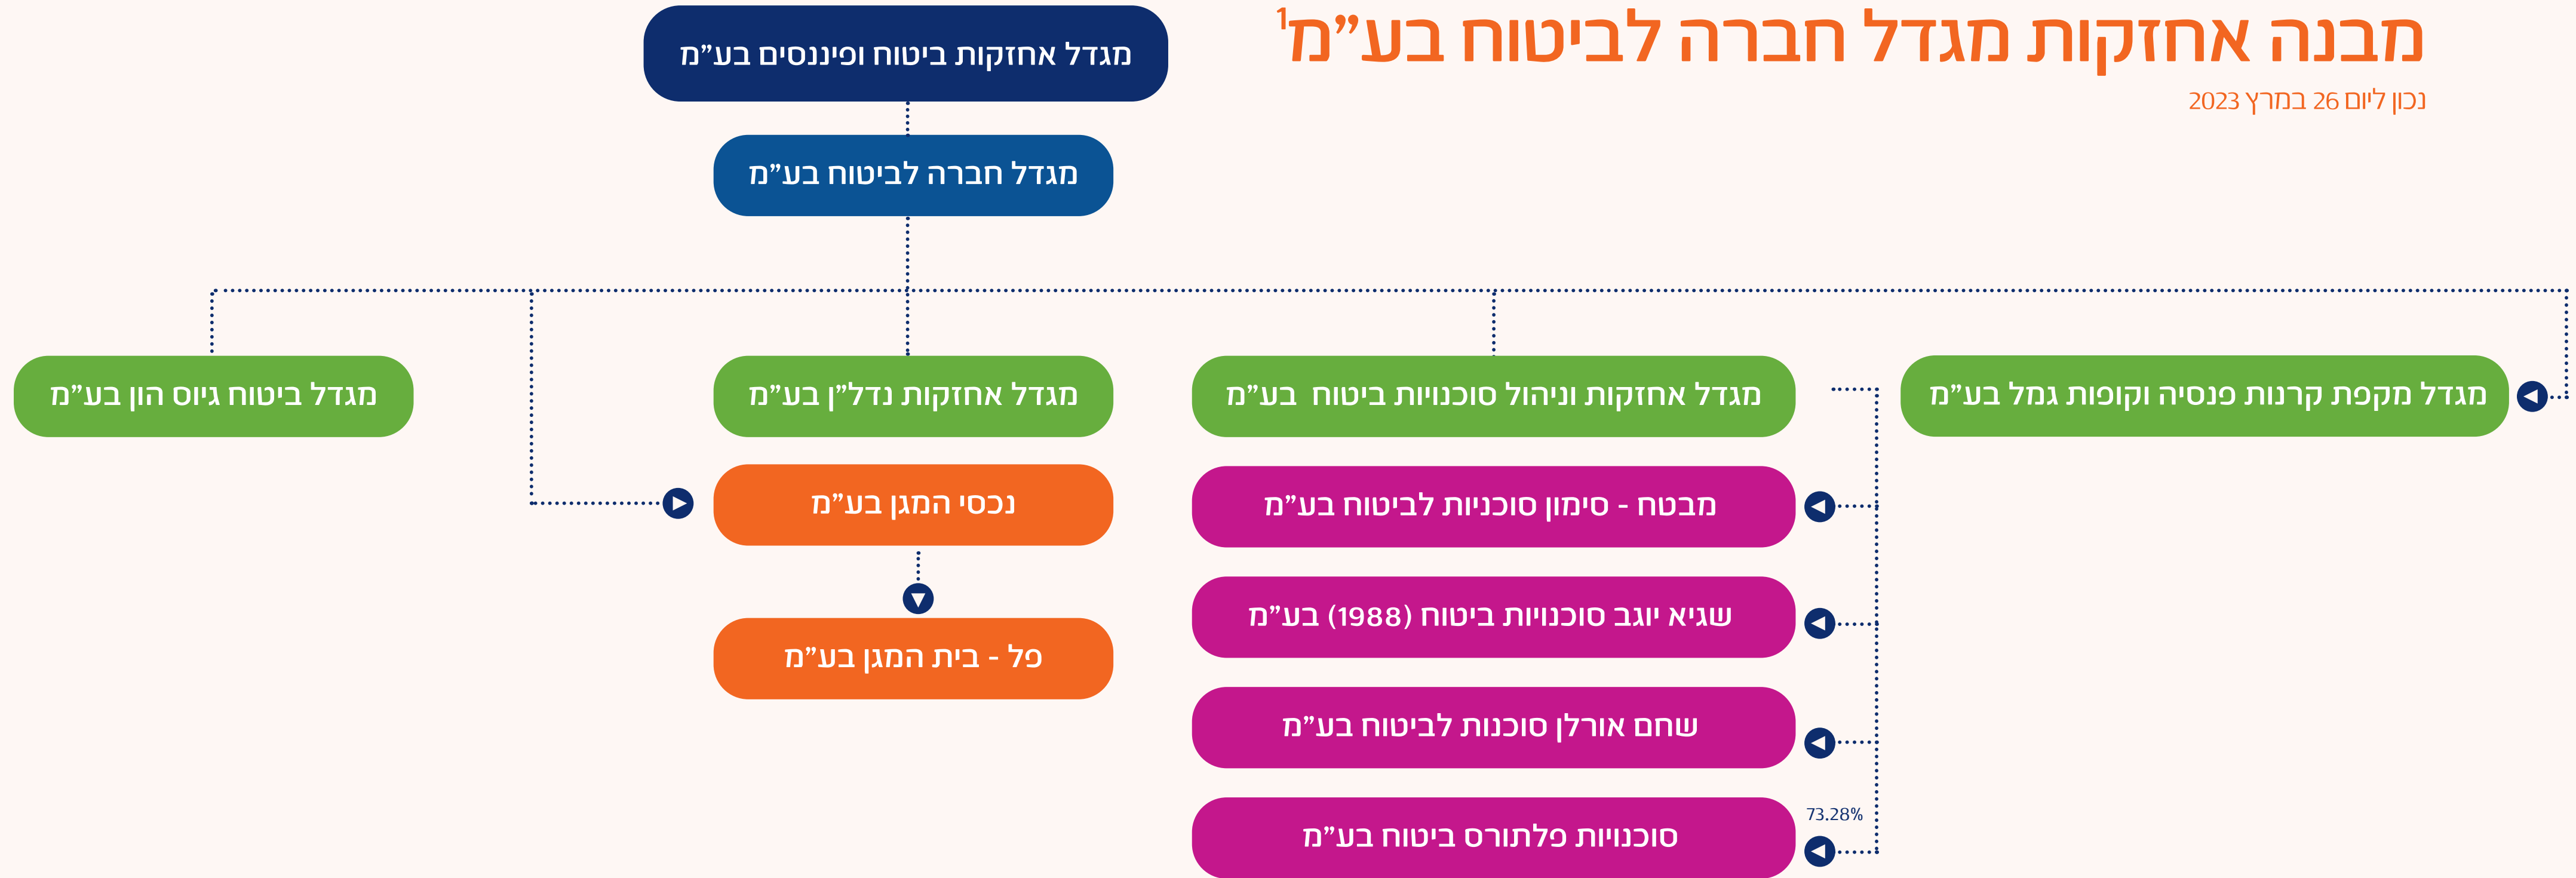 מבנה אחזקות מגדל חברה לביטוח בע"מ1
נכון ליום 26 במרץ 2023
מגדל אחזקות ביטוח ופיננסים בע"מ
מגדל חברה לביטוח בע"מ
מגדל מקפת קרנות פנסיה וקופות גמל בע"מ
מגדל אחזקות וניהול סוכנויות ביטוח בע"מ
מגדל אחזקות נדל"ן בע"מ
מגדל ביטוח גיוס הון בע"מ
מבטח - סימון סוכניות לביטוח בע"מ
נכסי המגן בע"מ
שגיא יוגב סוכנויות ביטוח (1988) בע"מ
פל - בית המגן בע"מ
שחם אורלן סוכנות לביטוח בע"מ
73.28%
סוכנויות פלתורס ביטוח בע"מ